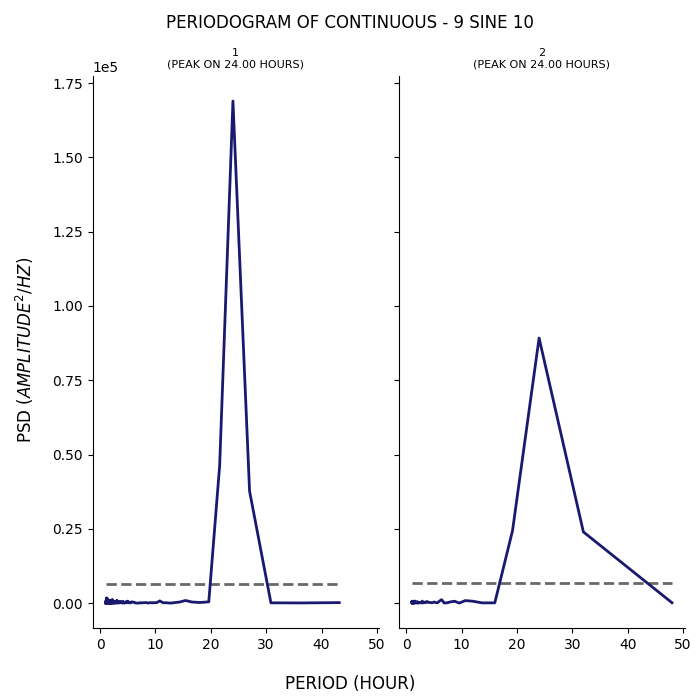 PERIODOGRAM OF CONTINUOUS - 9 SINE 10
1
(PEAK ON 24.00 HOURS)
2
(PEAK ON 24.00 HOURS)
1e5
1.75
1.50
1.25
1.00
0.75
0.50
0.25
0.00
PSD (AMPLITUDE²/HZ)
0 10 20 30 40 50
0 10 20 30 40 50
PERIOD (HOUR)